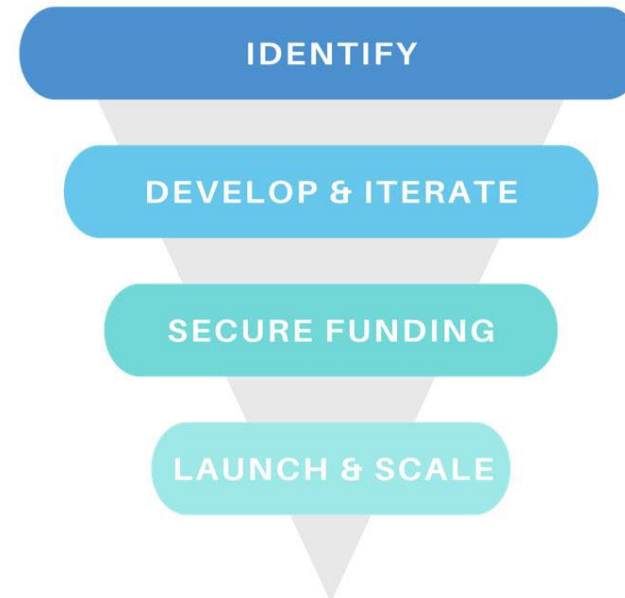 IDENTIFY
DEVELOP & ITERATE
SECURE FUNDING
LAUNCH & SCALE